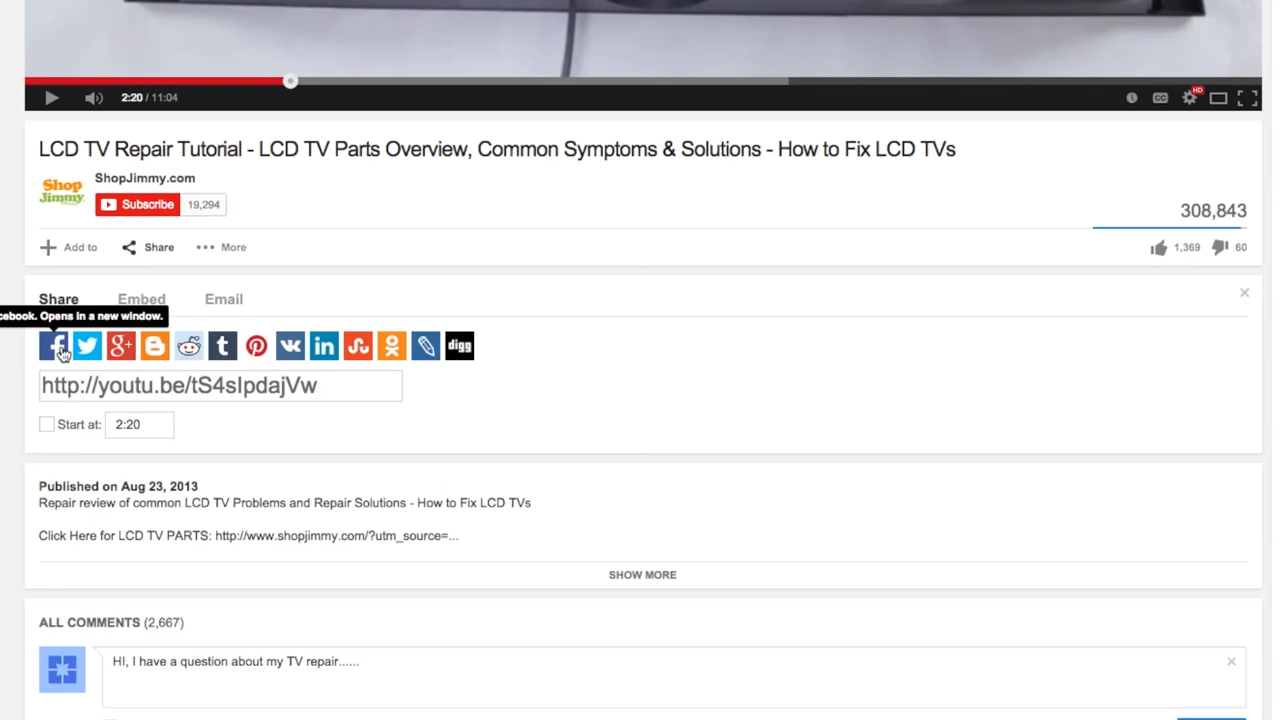 2:20 / 11:04
CC
HD
LCD TV Repair Tutorial - LCD TV Parts Overview, Common Symptoms & Solutions - How to Fix LCD TVs
Shop
Jimmy
ShopJimmy.com
Subscribe 19,294
308,843
Add to Share More
1,369 60
Share Embed Email
cebook. Opens in a new window.
digg
http://youtu.be/tS4sIpdajVw
Start at: 2:20
Published on Aug 23, 2013
Repair review of common LCD TV Problems and Repair Solutions - How to Fix LCD TVs
Click Here for LCD TV PARTS: http://www.shopjimmy.com/?utm_source=...
SHOW MORE
ALL COMMENTS (2,667)
HI, I have a question about my TV repair......